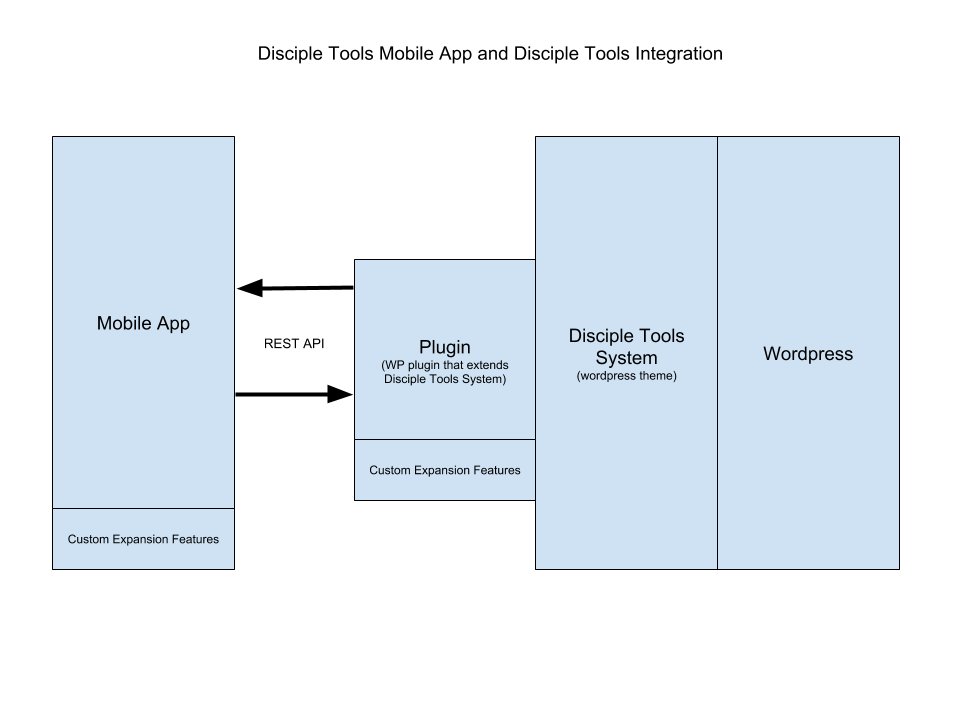 Disciple Tools Mobile App and Disciple Tools Integration
Mobile App
Custom Expansion Features
REST API
Plugin
(WP plugin that extends
Disciple Tools System)
Custom Expansion Features
Disciple Tools
System
(wordpress theme)
Wordpress